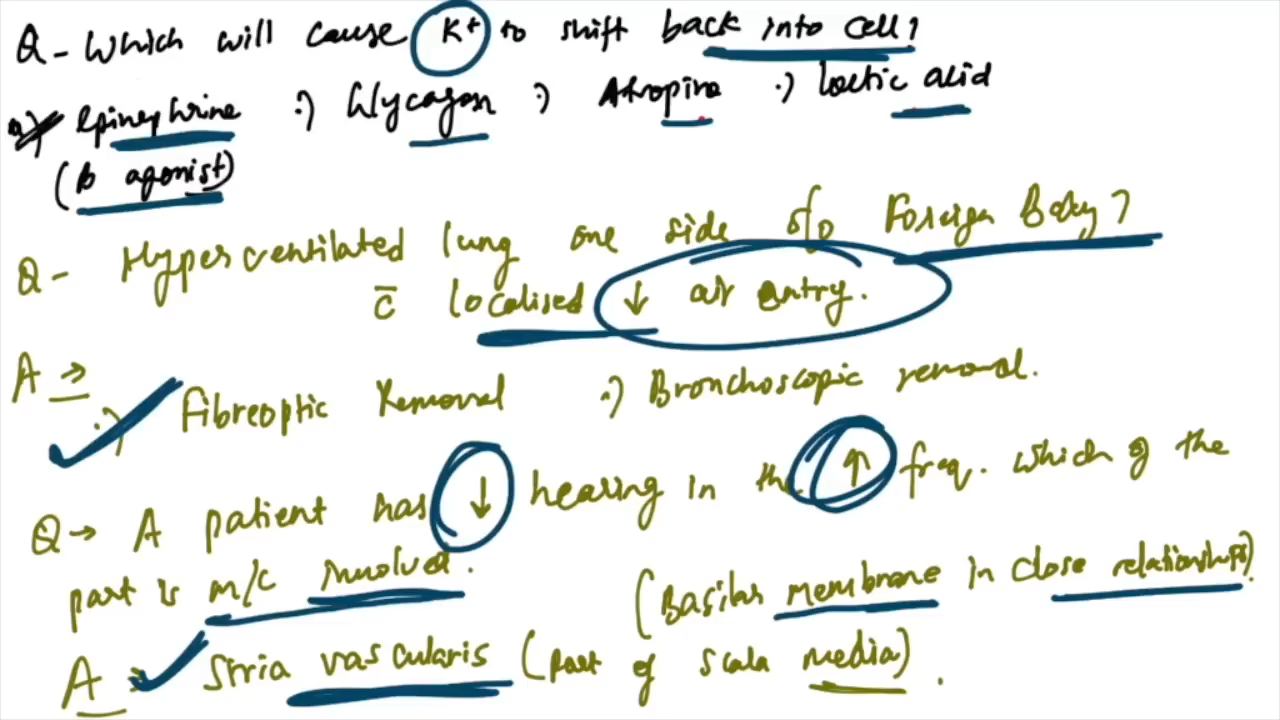 Q - Which will cause K+ to shift back into cell?
a) Epinephrine :) Glycagon :) Atropine :) Lactic acid
(B agonist)
Q - Hyperventilated lung one side s/o Foreign Body?
c̄ localised ↓ air entry.
A →
:) Fibreoptic Removal :) Bronchoscopic removal.
Q → A patient has ↓ hearing in the ↑ freq. which of the
part is m/c involved.
(Basilar membrane in close relationships)
A → Stria vascularis (part of scala media).